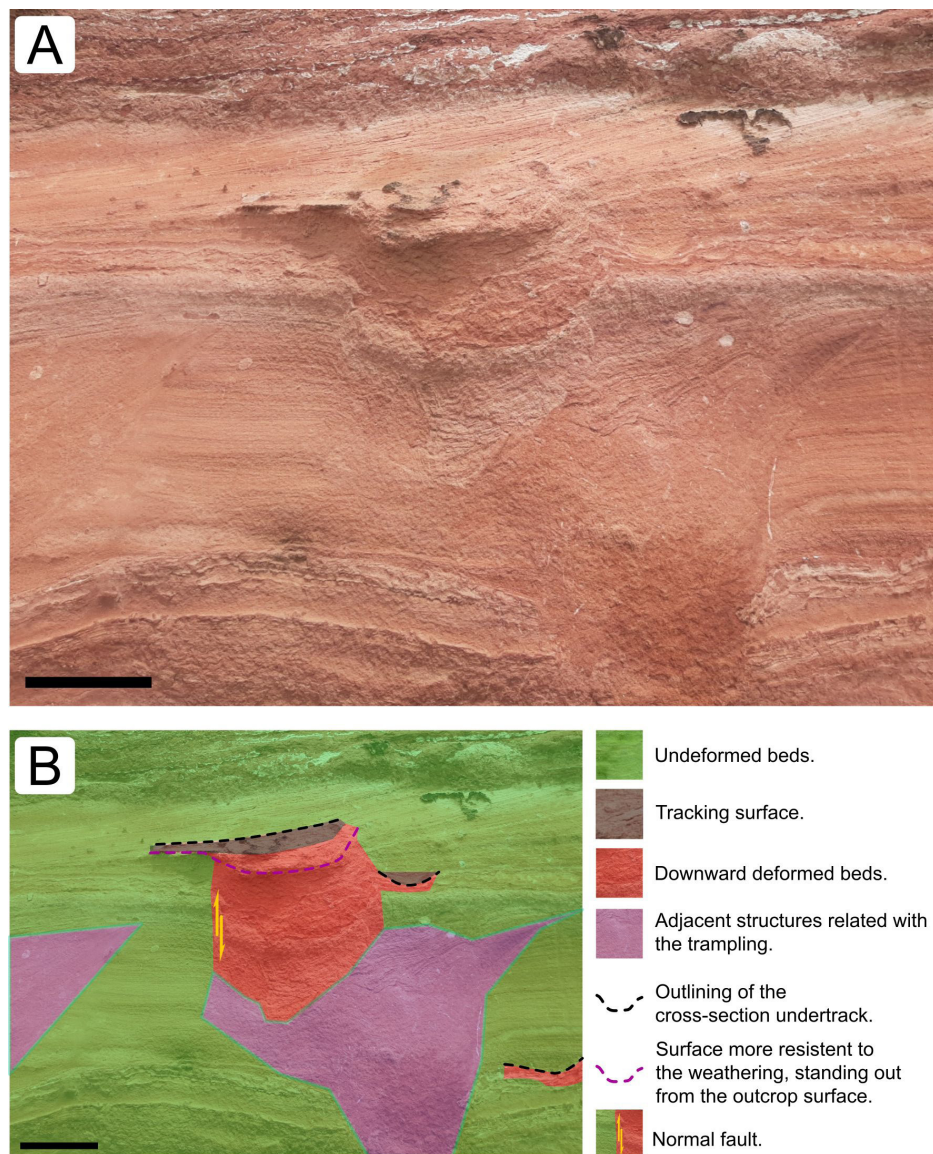 A
B
Undeformed beds.
Tracking surface.
Downward deformed beds.
Adjacent structures related with
the trampling.
Outlining of the
cross-section undertrack.
Surface more resistent to
the weathering, standing out
from the outcrop surface.
Normal fault.